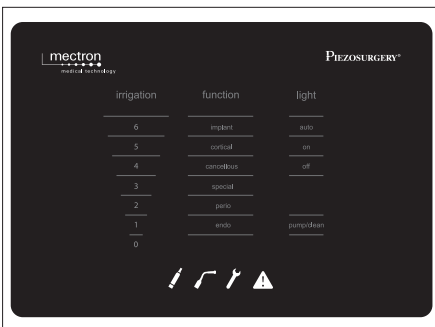 mectron
medical technology
PIEZOSURGERY®
irrigation function light
6 implant auto
5 cortical on
4 cancellous off
3 special
2 perio
1 endo pump/clean
0